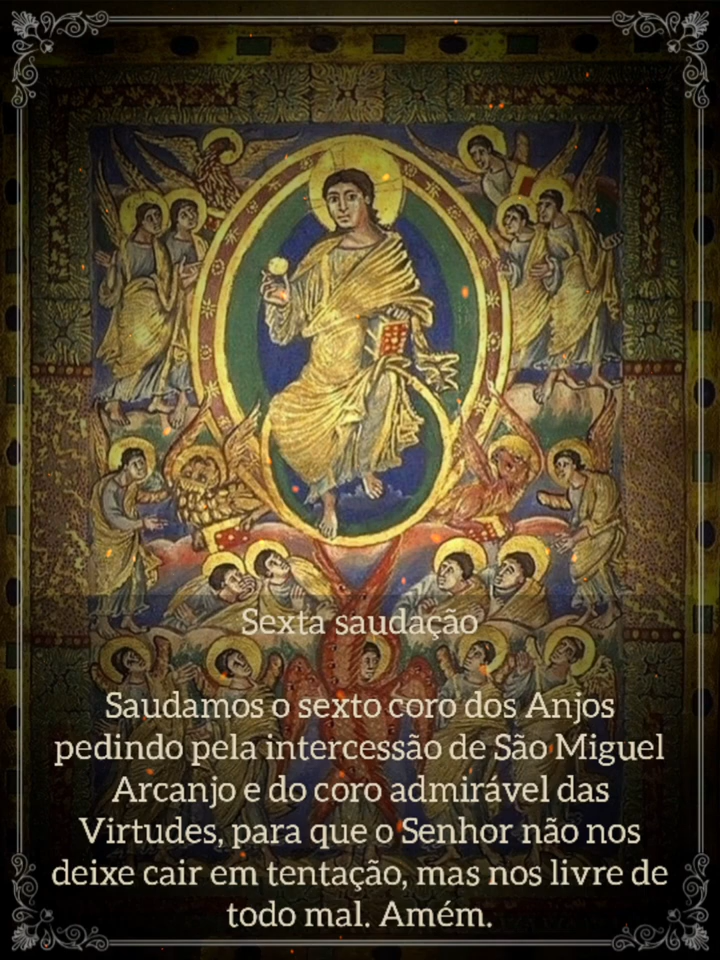 Sexta saudação
Saudamos o sexto coro dos Anjos
pedindo pela intercessão de São Miguel
Arcanjo e do coro admirável das
Virtudes, para que o Senhor não nos
deixe cair em tentação, mas nos livre de
todo mal. Amém.